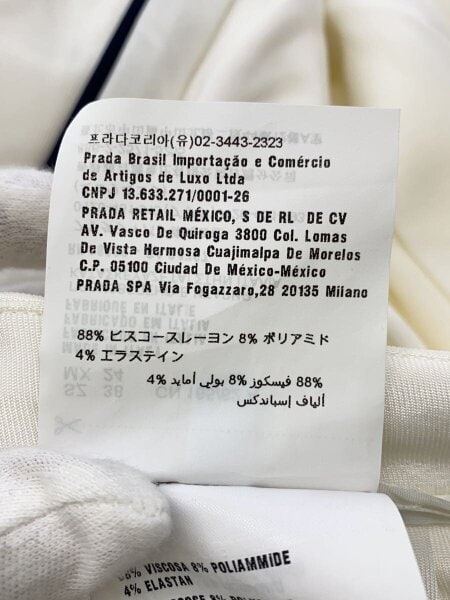 프라다코리아(유)02-3443-2323
Prada Brasil Importação e Comércio
de Artigos de Luxo Ltda
CNPJ 13.633.271/0001-26
PRADA RETAIL MÉXICO, S DE RL DE CV
AV. Vasco De Quiroga 3800 Col. Lomas
De Vista Hermosa Cuajimalpa De Morelos
C.P. 05100 Ciudad De México-México
PRADA SPA Via Fogazzaro,28 20135 Milano
88% ビスコースレーヨン 8% ポリアミド
4% エラステイン
88% فيسكوز 8% بولي أمايد 4%
ألياف إسباندكس
VISCOSA 8% POLIAMMIDE
4% ELASTAN